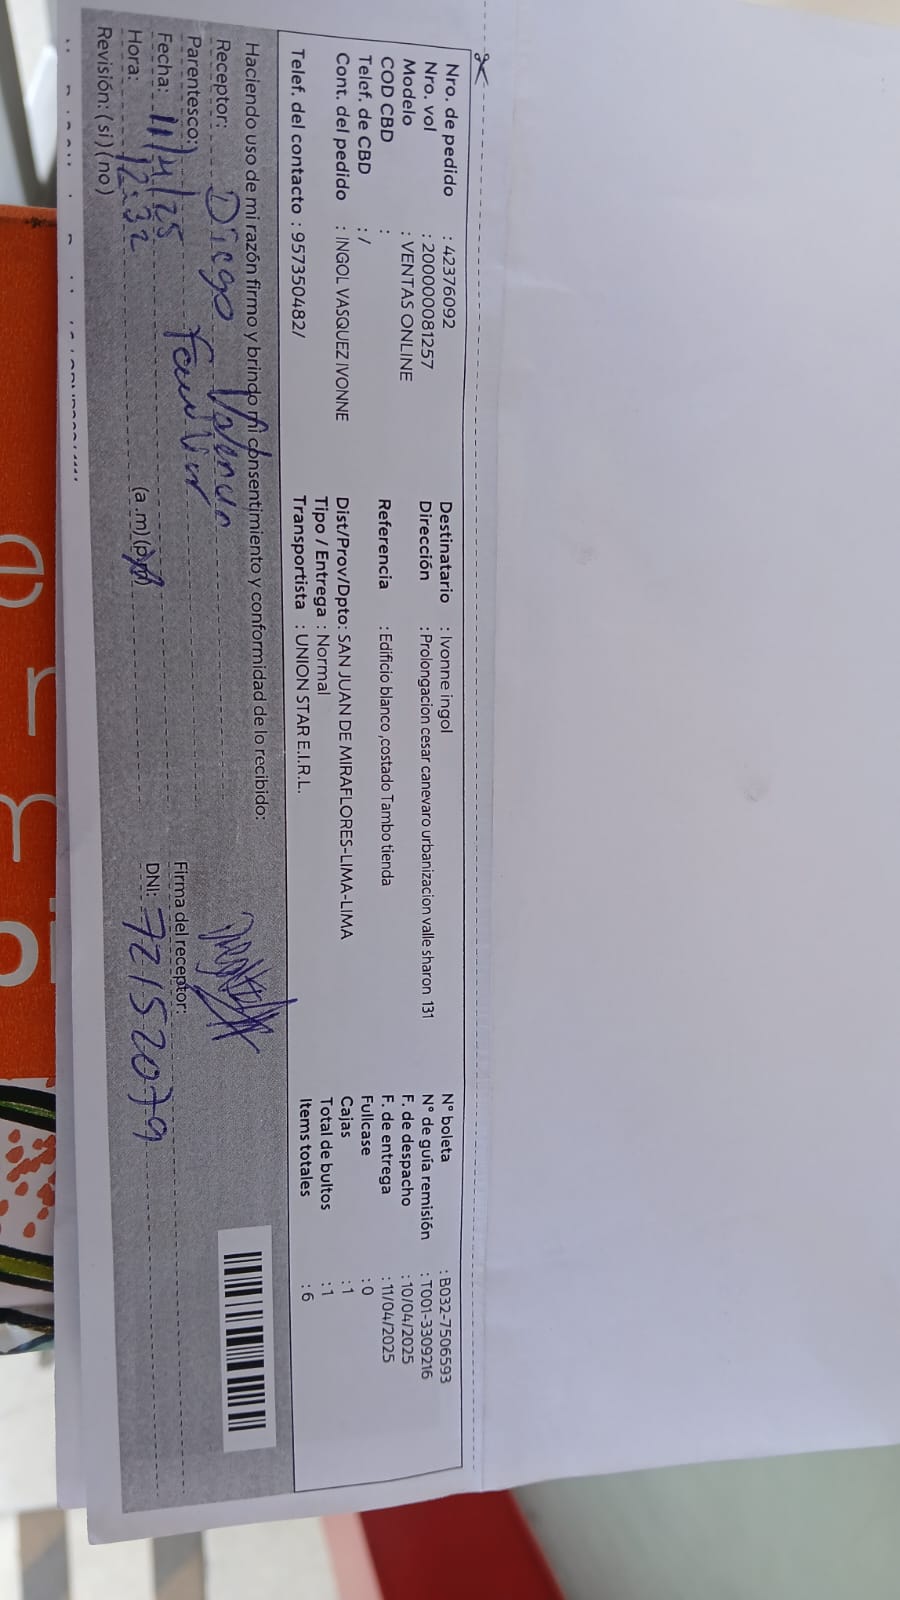 Nro. de pedido : 42376092
Nro. vol : 200000081257
Modelo : VENTAS ONLINE
COD CBD :
Telef. de CBD : /
Cont. del pedido : INGOL VASQUEZ IVONNE
Telef. del contacto : 957350482/
Destinatario : Ivonne ingol
Dirección : Prolongacion cesar canevaro urbanizacion valle sharon 131
Referencia : Edificio blanco ,costado Tambo tienda
Dist/Prov/Dpto: SAN JUAN DE MIRAFLORES-LIMA-LIMA
Tipo / Entrega : Normal
Transportista : UNION STAR E.I.R.L.
N° boleta : B032-7506593
N° de guía remisión : T001-3309216
F. de despacho : 10/04/2025
F. de entrega : 11/04/2025
Fullcase : 0
Cajas : 1
Total de bultos : 1
Items totales : 6
Haciendo uso de mi razón firmo y brindo mi consentimiento y conformidad de lo recibido:
Receptor: Diego Valencia
Parentesco: Familiar
Fecha: 11/4/25
Hora: 12:32 (a.m)(pm)
Revisión: (si) (no)
Firma del receptor:
DNI: 72152079